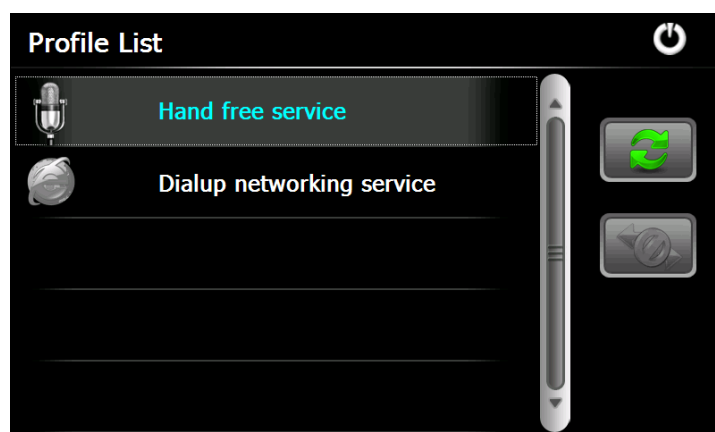 Profile List
Hand free service
Dialup networking service